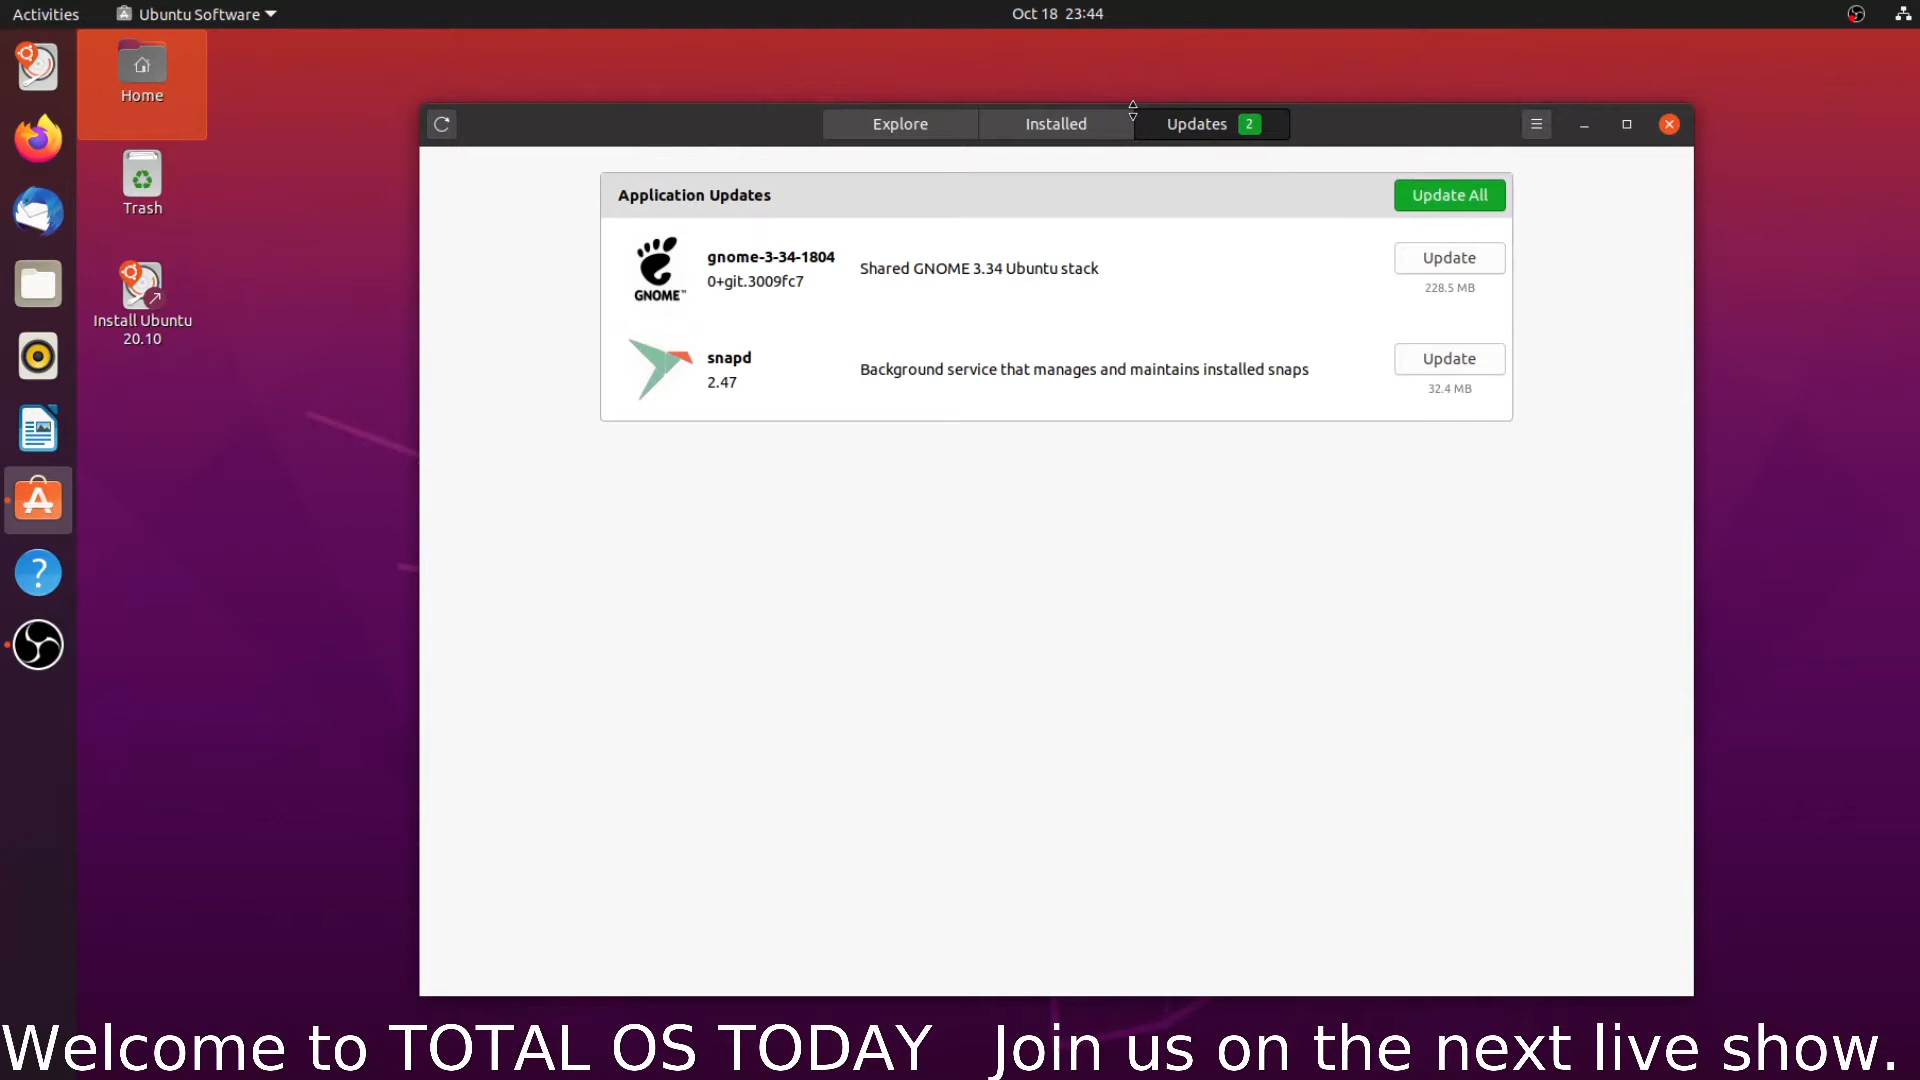 Activities
Ubuntu Software
Oct 18 23:44
Home
Trash
Install Ubuntu
20.10
Explore
Installed
Updates 2
Application Updates
Update All
GNOME™
gnome-3-34-1804
0+git.3009fc7
Shared GNOME 3.34 Ubuntu stack
Update
228.5 MB
snapd
2.47
Background service that manages and maintains installed snaps
Update
32.4 MB
Welcome to TOTAL OS TODAY Join us on the next live show.